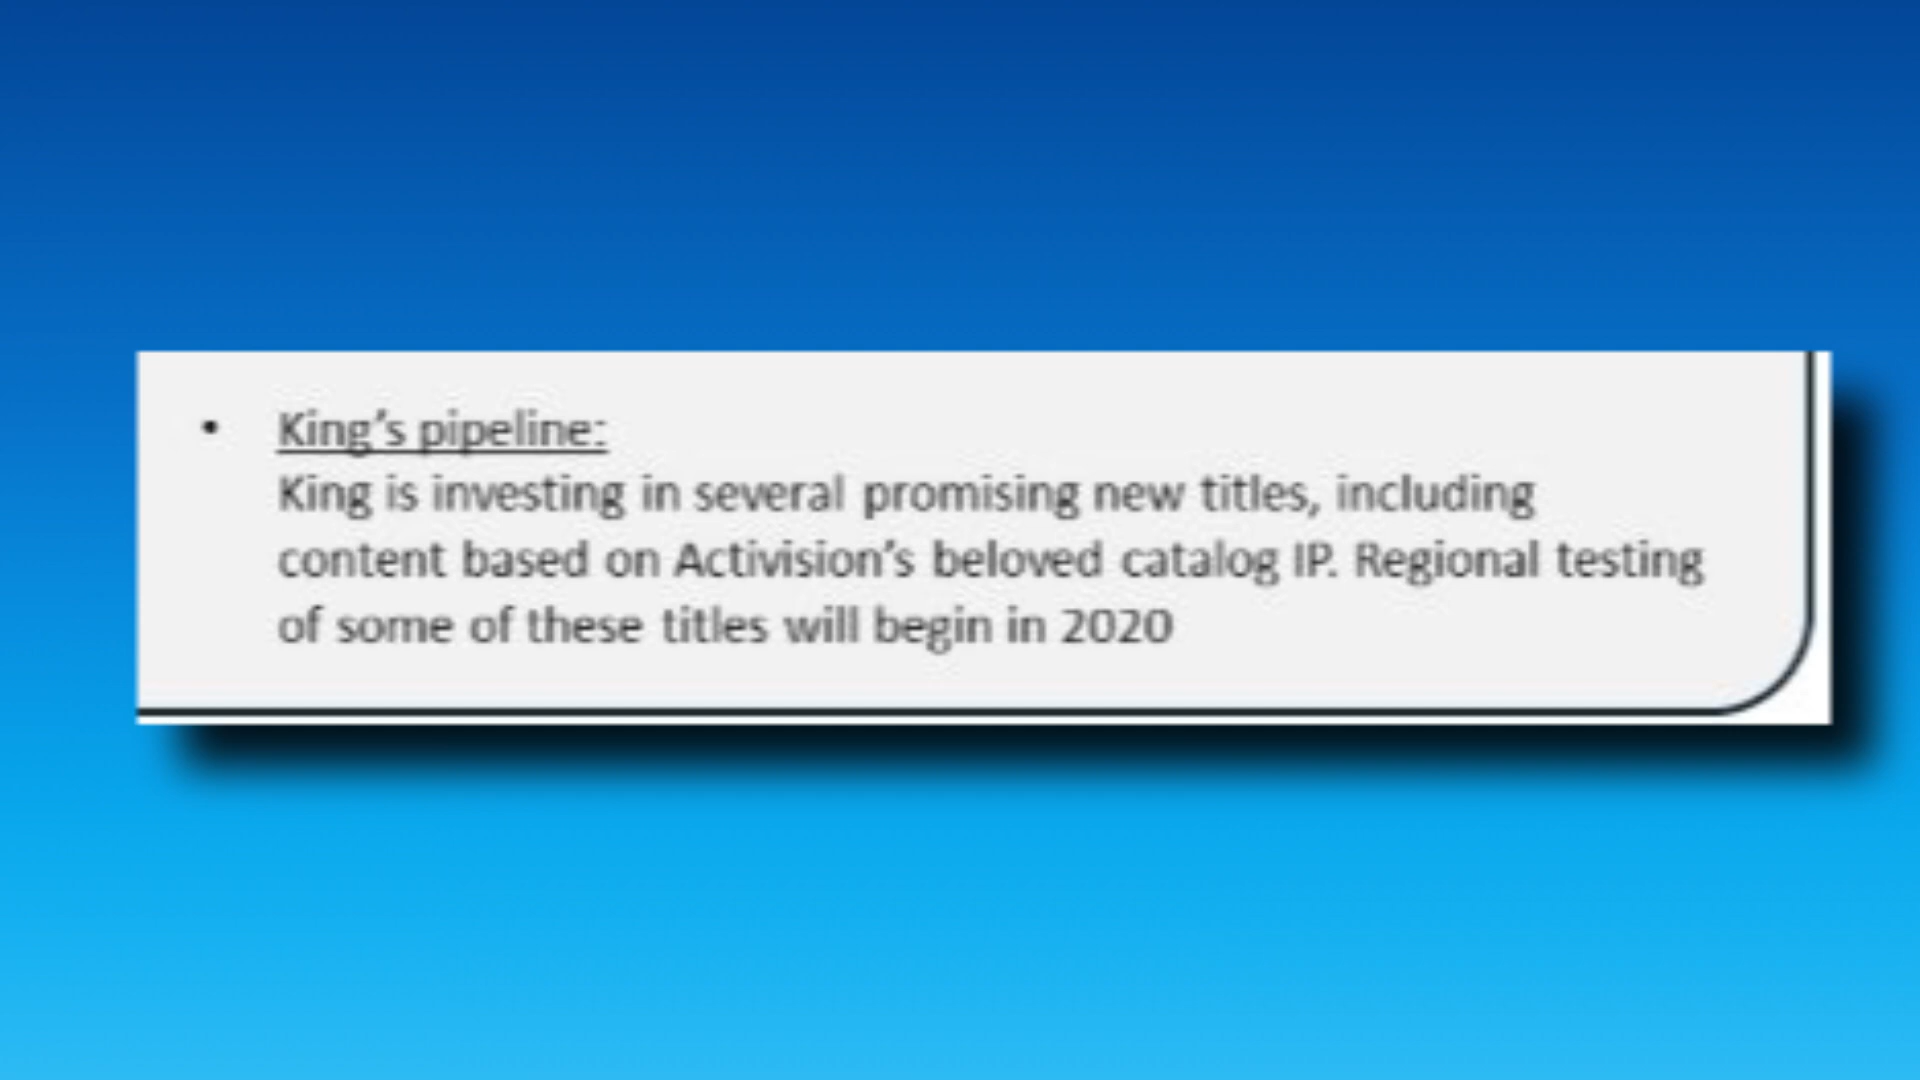 • King's pipeline:
King is investing in several promising new titles, including
content based on Activision's beloved catalog IP. Regional testing
of some of these titles will begin in 2020